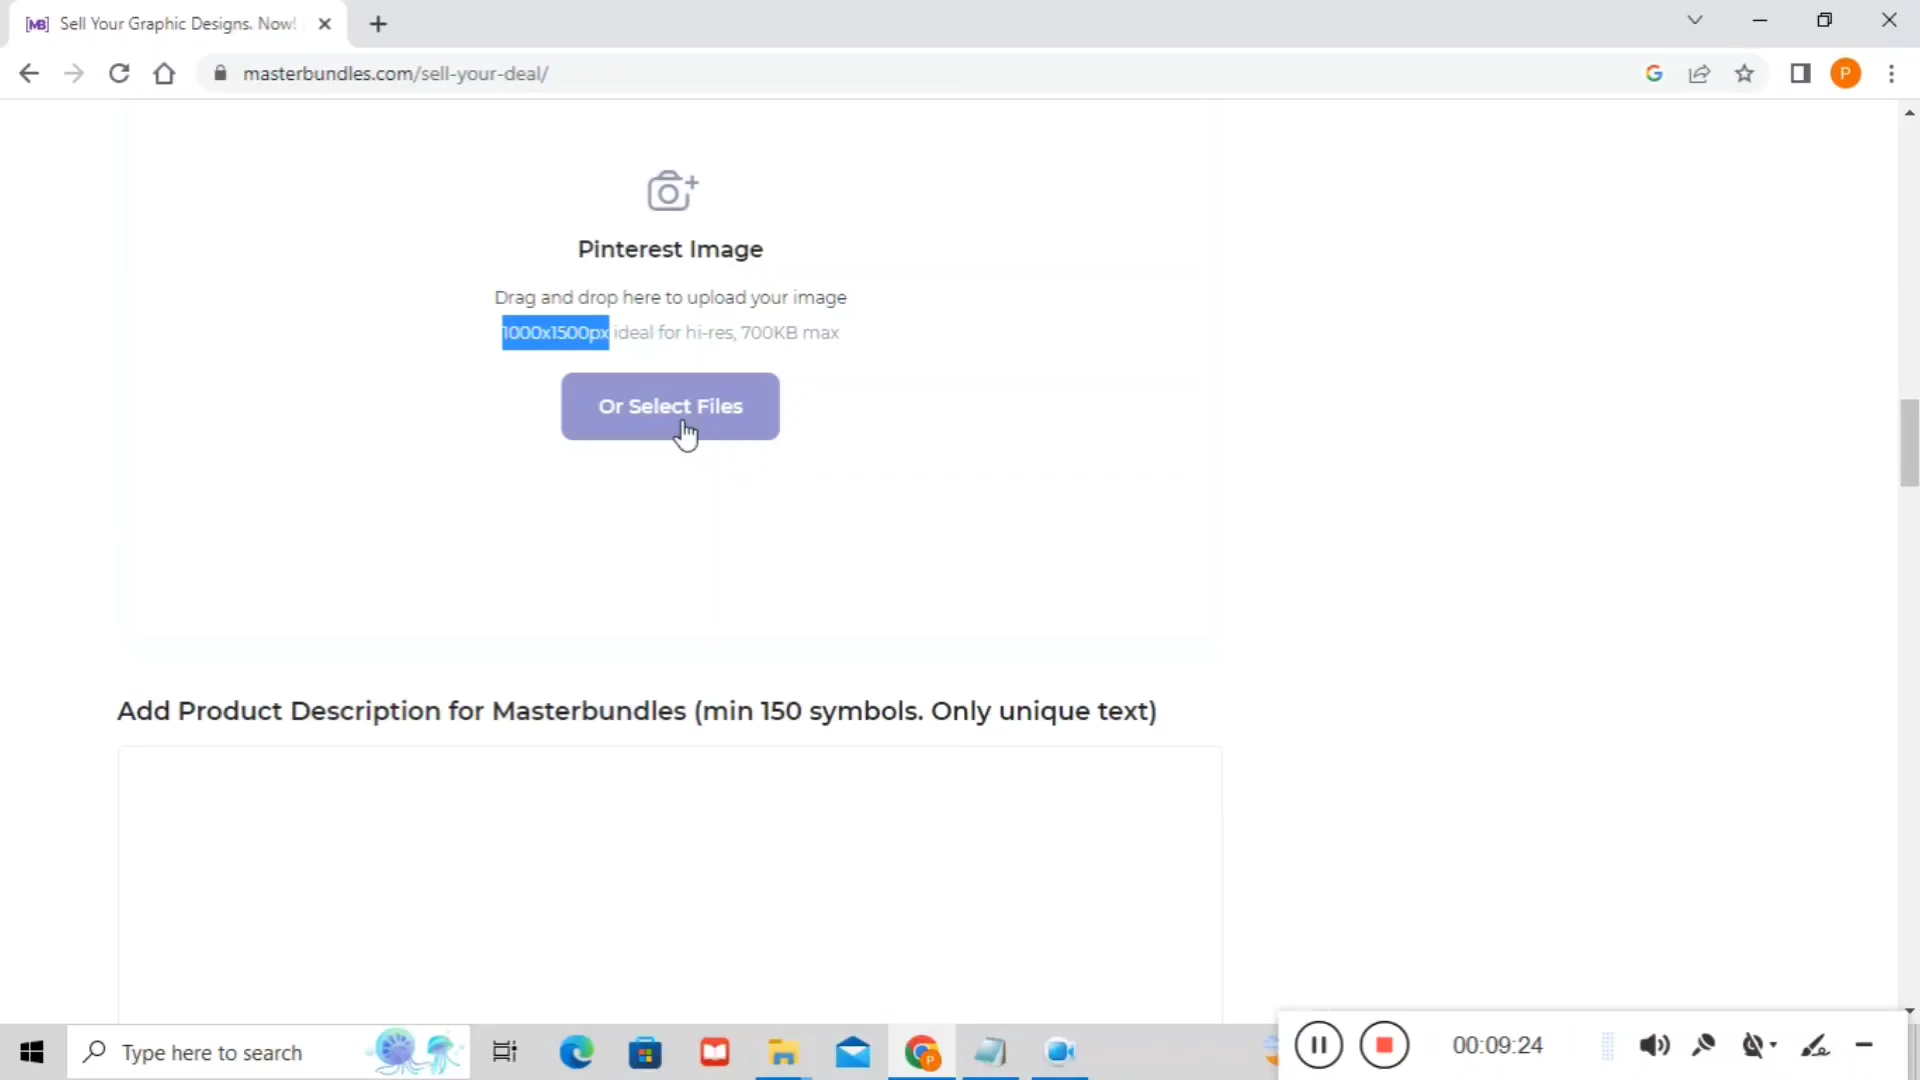 [MB] Sell Your Graphic Designs. Now!
masterbundles.com/sell-your-deal/
P
Pinterest Image
Drag and drop here to upload your image
1000x1500px ideal for hi-res, 700KB max
Or Select Files
Add Product Description for Masterbundles (min 150 symbols. Only unique text)
Type here to search
P
00:09:24